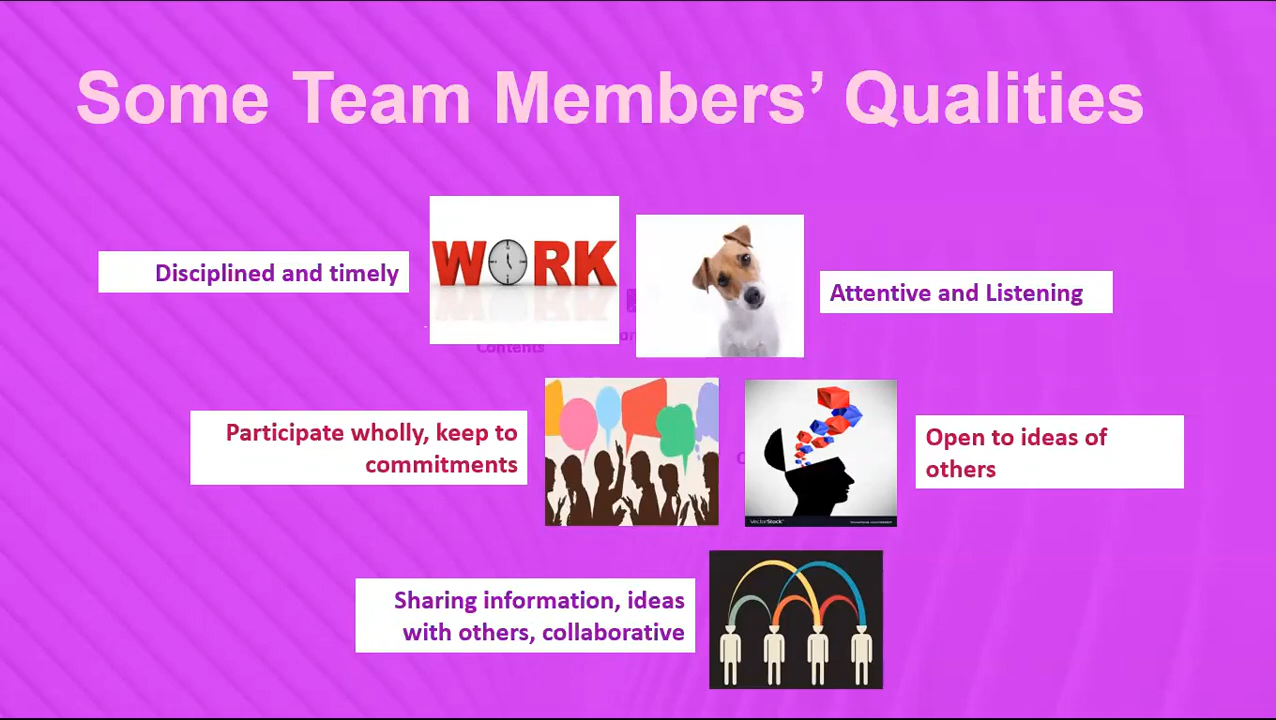 Some Team Members’ Qualities
WORK
Disciplined and timely
Attentive and Listening
Contents
Participate wholly, keep to
commitments
Open to ideas of
others
VectorStock
Sharing information, ideas
with others, collaborative